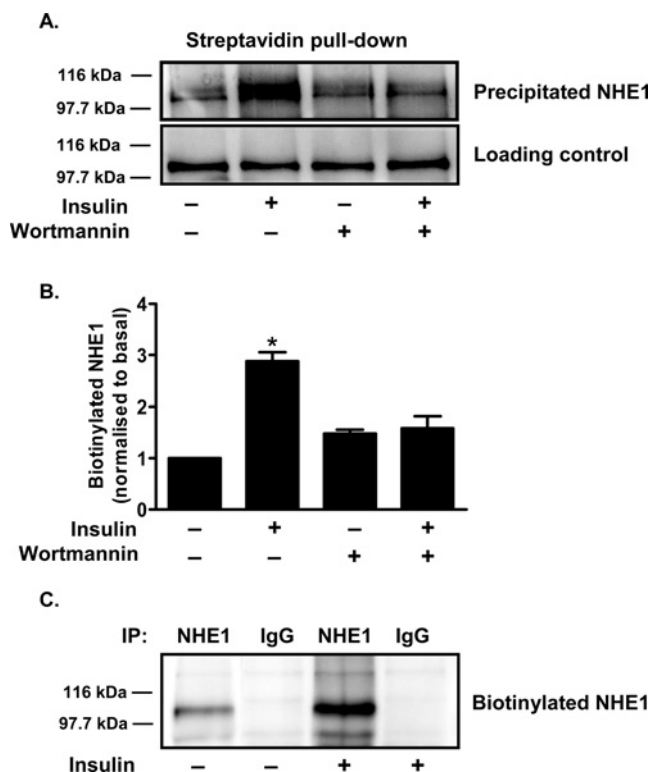 A.
Streptavidin pull-down
116 kDa
97.7 kDa
Precipitated NHE1
116 kDa
97.7 kDa
Loading control
Insulin – + – +
Wortmannin – – + +
B.
Biotinylated NHE1
(normalised to basal)
4
3
2
1
0
*
Insulin – + – +
Wortmannin – – + +
C.
IP: NHE1 IgG NHE1 IgG
116 kDa
97.7 kDa
Biotinylated NHE1
Insulin – – + +